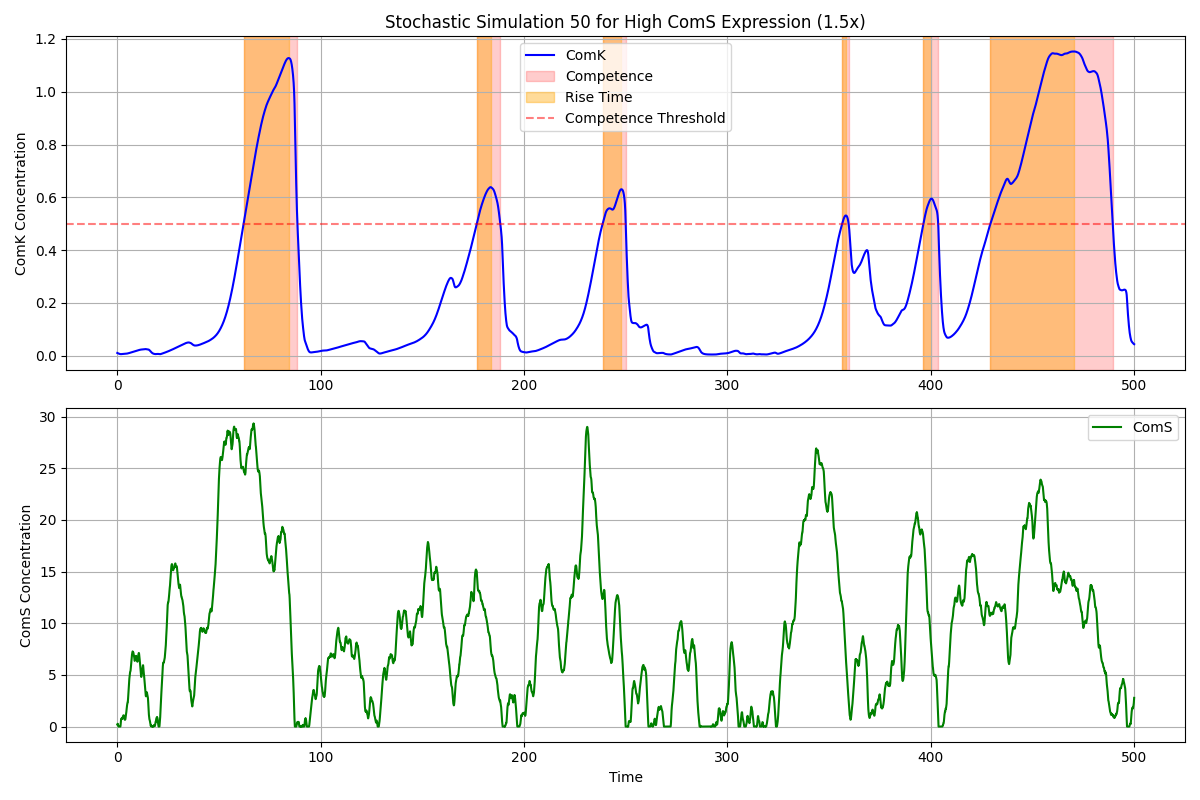 Stochastic Simulation 50 for High ComS Expression (1.5x)
ComK Concentration
1.2
1.0
0.8
0.6
0.4
0.2
0.0
ComK
Competence
Rise Time
Competence Threshold
0 100 200 300 400 500
ComS Concentration
30
25
20
15
10
5
0
ComS
0 100 200 300 400 500
Time